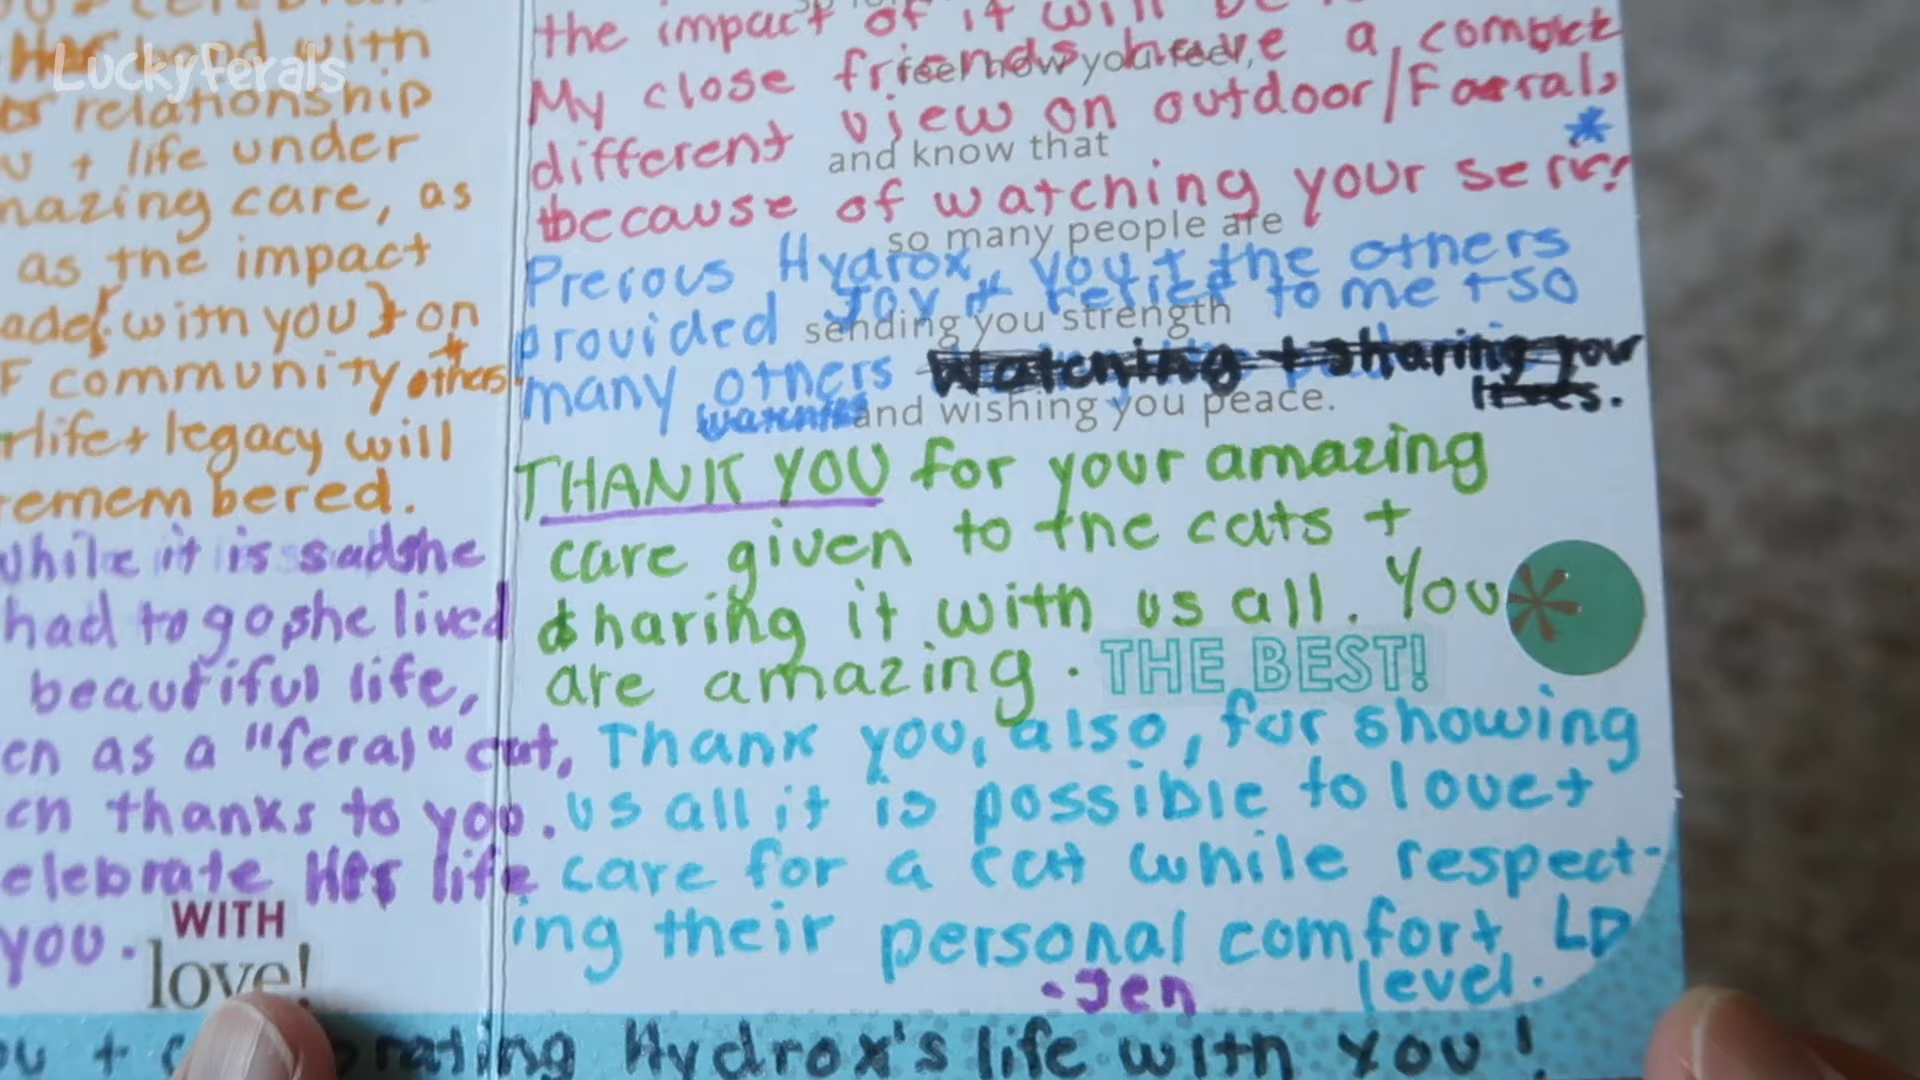 Luckyferals
Her bond with
relationship
+ life under
amazing care, as
as the impact
{with you} + on
F community + others
life + legacy will
remembered.
while it is sad she
had to go, she lived
beautiful life,
as a "feral" cat,
thanks to you.
celebrate Her life
you.
WITH
love!
the impact of it will
feel how you feel,
My close friends have a
different view on outdoor/
and know that
because of watching your
so many people are
Precious Hydrox, you + the others
provided Joy + relief to me + so
sending you strength
many others Watching + sharing your
lives.
and wishing you peace.
THANK YOU for your amazing
care given to the cats +
sharing it with us all. You
are amazing. THE BEST!
Thank you, also, for showing
us all it is possible to love +
care for a cat while respect-
ing their personal comfort
level.
-Jen
Hydrox's life with you!